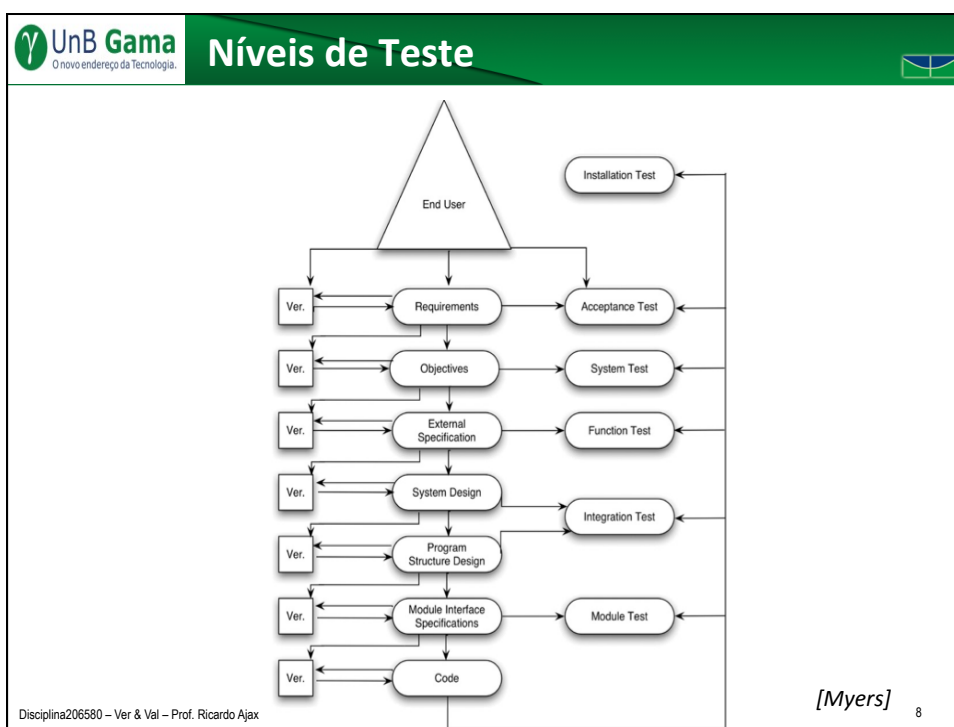 γ UnB Gama
O novo endereço da Tecnologia.
Níveis de Teste
End User
Installation Test
Ver.
Requirements
Acceptance Test
Ver.
Objectives
System Test
Ver.
External
Specification
Function Test
Ver.
System Design
Integration Test
Ver.
Program
Structure Design
Ver.
Module Interface
Specifications
Module Test
Ver.
Code
[Myers]
Disciplina206580 – Ver & Val – Prof. Ricardo Ajax
8